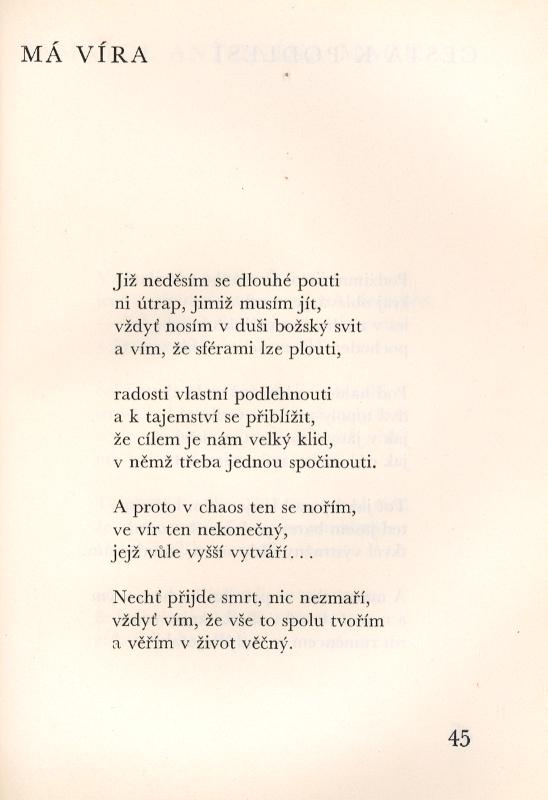 MÁ VÍRA
Již neděsím se dlouhé pouti
ni útrap, jimiž musím jít,
vždyť nosím v duši božský svit
a vím, že sférami lze plouti,
radosti vlastní podlehnouti
a k tajemství se přiblížit,
že cílem je nám velký klid,
v němž třeba jednou spočinouti.
A proto v chaos ten se nořím,
ve vír ten nekonečný,
jejž vůle vyšší vytváří...
Nechť přijde smrt, nic nezmaří,
vždyť vím, že vše to spolu tvořím
a věřím v život věčný.
45